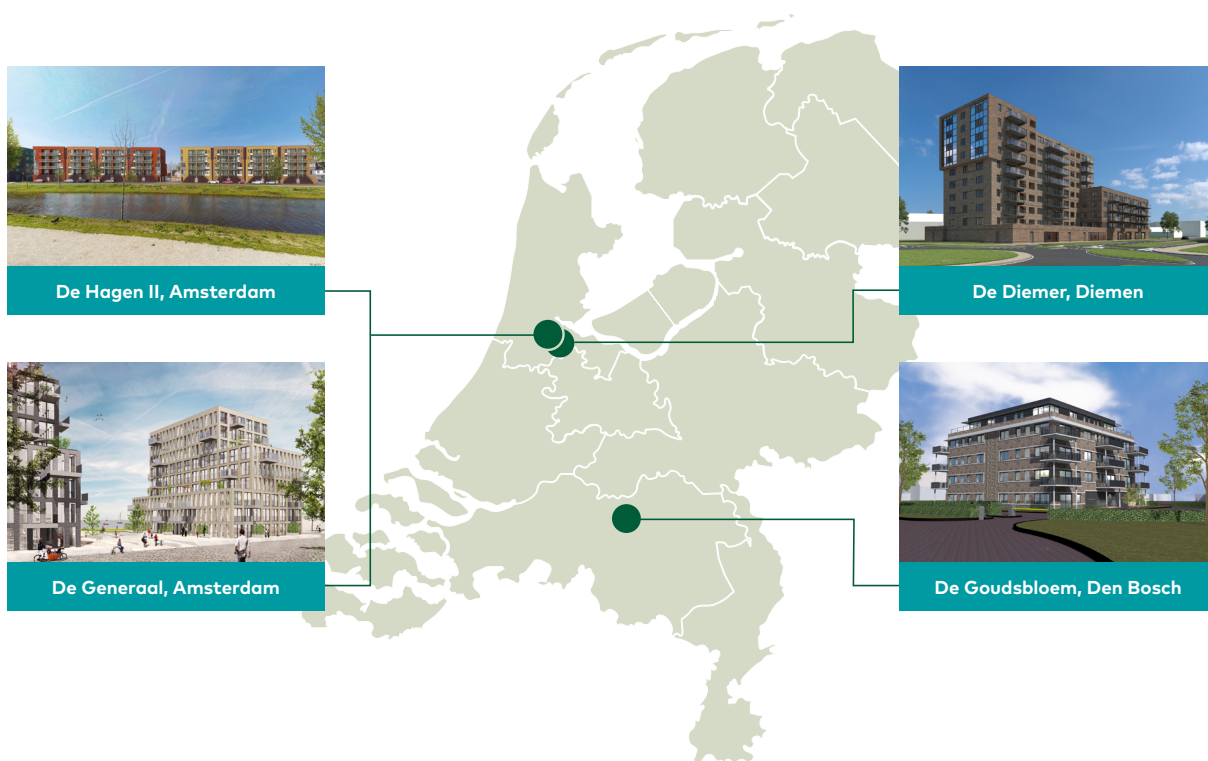 De Hagen II, Amsterdam
De Diemer, Diemen
De Generaal, Amsterdam
De Goudsbloem, Den Bosch